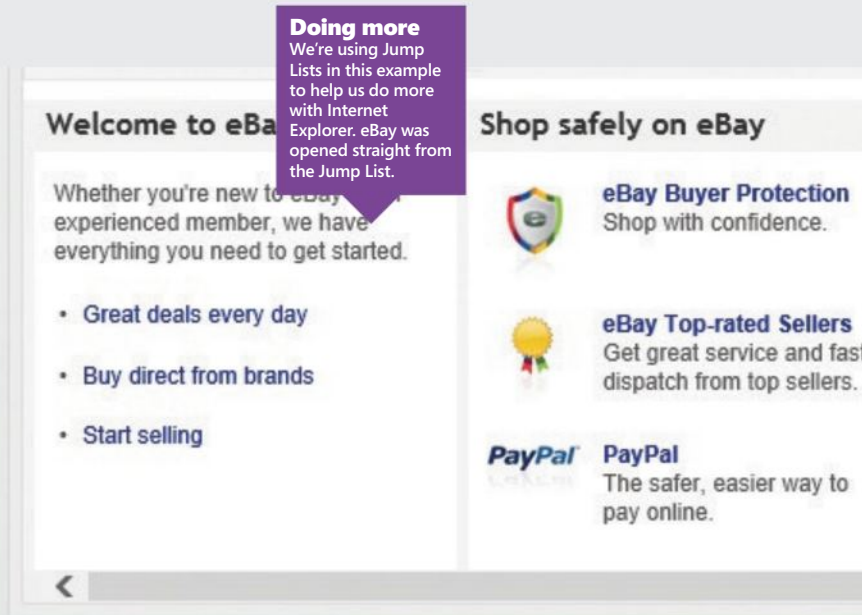 Doing more
We're using Jump
Lists in this example
to help us do more
with Internet
Explorer. eBay was
opened straight from
the Jump List.
Welcome to eBa
Whether you're new to eBay
experienced member, we have
everything you need to get started.
• Great deals every day
• Buy direct from brands
• Start selling
Shop safely on eBay
e
eBay Buyer Protection
Shop with confidence.
eBay Top-rated Sellers
Get great service and fast
dispatch from top sellers.
PayPal
PayPal
The safer, easier way to
pay online.